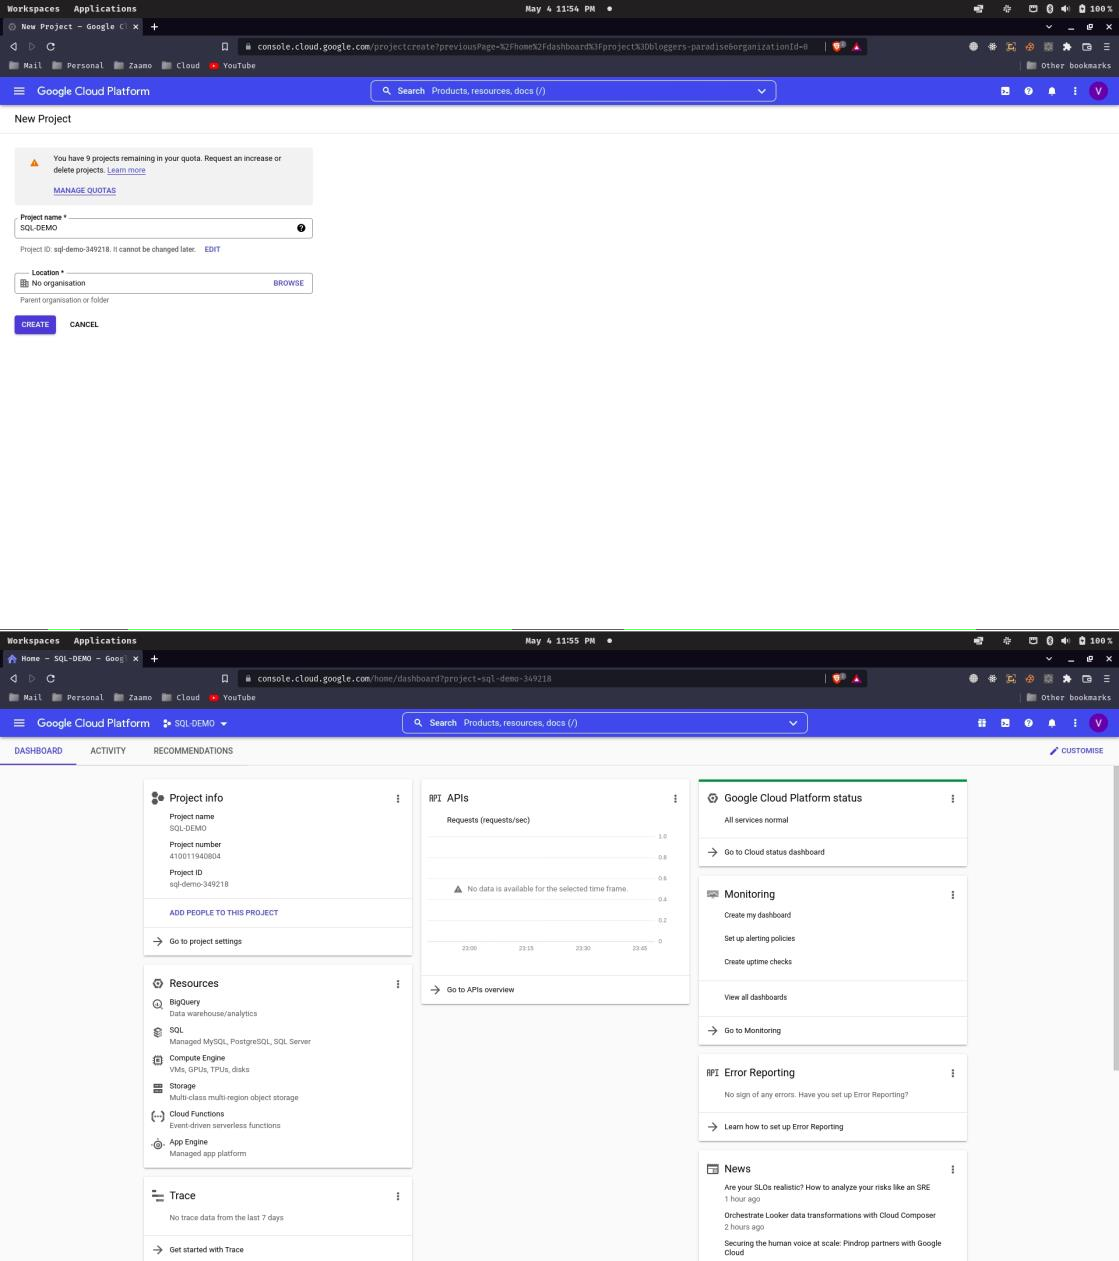 Workspaces Applications May 4 11:54 PM 100%
New Project – Google Cl
console.cloud.google.com/projectcreate?previousPage=%2Fhome%2Fdashboard%3Fproject%3Dbloggers-paradise&organizationId=0
Mail Personal Zaamo Cloud YouTube Other bookmarks
Google Cloud Platform Search Products, resources, docs (/) V
New Project
You have 9 projects remaining in your quota. Request an increase or
delete projects. Learn more
MANAGE QUOTAS
Project name *
SQL-DEMO
Project ID: sql-demo-349218. It cannot be changed later. EDIT
Location *
No organisation BROWSE
Parent organisation or folder
CREATE CANCEL
Workspaces Applications May 4 11:55 PM 100%
Home – SQL-DEMO – Goog
console.cloud.google.com/home/dashboard?project=sql-demo-349218
Mail Personal Zaamo Cloud YouTube Other bookmarks
Google Cloud Platform SQL-DEMO Search Products, resources, docs (/) V
DASHBOARD ACTIVITY RECOMMENDATIONS CUSTOMISE
Project info
Project name
SQL-DEMO
Project number
410011940804
Project ID
sql-demo-349218
ADD PEOPLE TO THIS PROJECT
Go to project settings
Resources
BigQuery
Data warehouse/analytics
SQL
Managed MySQL, PostgreSQL, SQL Server
Compute Engine
VMs, GPUs, TPUs, disks
Storage
Multi-class multi-region object storage
Cloud Functions
Event-driven serverless functions
App Engine
Managed app platform
Trace
No trace data from the last 7 days
Get started with Trace
API APIs
Requests (requests/sec)
1.0
0.8
0.6
No data is available for the selected time frame.
0.4
0.2
0
23:00 23:15 23:30 23:45
Go to APIs overview
Google Cloud Platform status
All services normal
Go to Cloud status dashboard
Monitoring
Create my dashboard
Set up alerting policies
Create uptime checks
View all dashboards
Go to Monitoring
API Error Reporting
No sign of any errors. Have you set up Error Reporting?
Learn how to set up Error Reporting
News
Are your SLOs realistic? How to analyze your risks like an SRE
1 hour ago
Orchestrate Looker data transformations with Cloud Composer
2 hours ago
Securing the human voice at scale: Pindrop partners with Google
Cloud